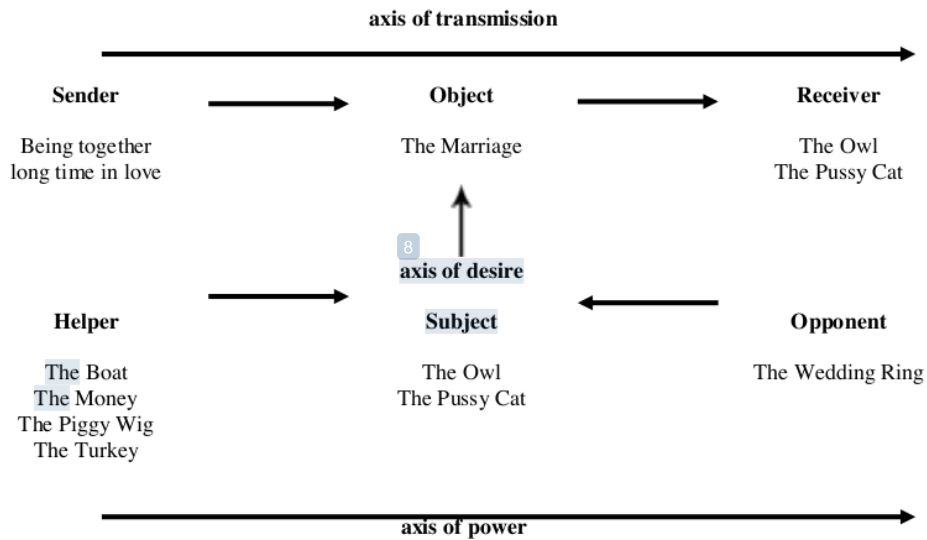 axis of transmission
Sender
Object
Receiver
Being together
long time in love
The Marriage
The Owl
The Pussy Cat
8
axis of desire
Helper
Subject
Opponent
The Boat
The Money
The Piggy Wig
The Turkey
The Owl
The Pussy Cat
The Wedding Ring
axis of power